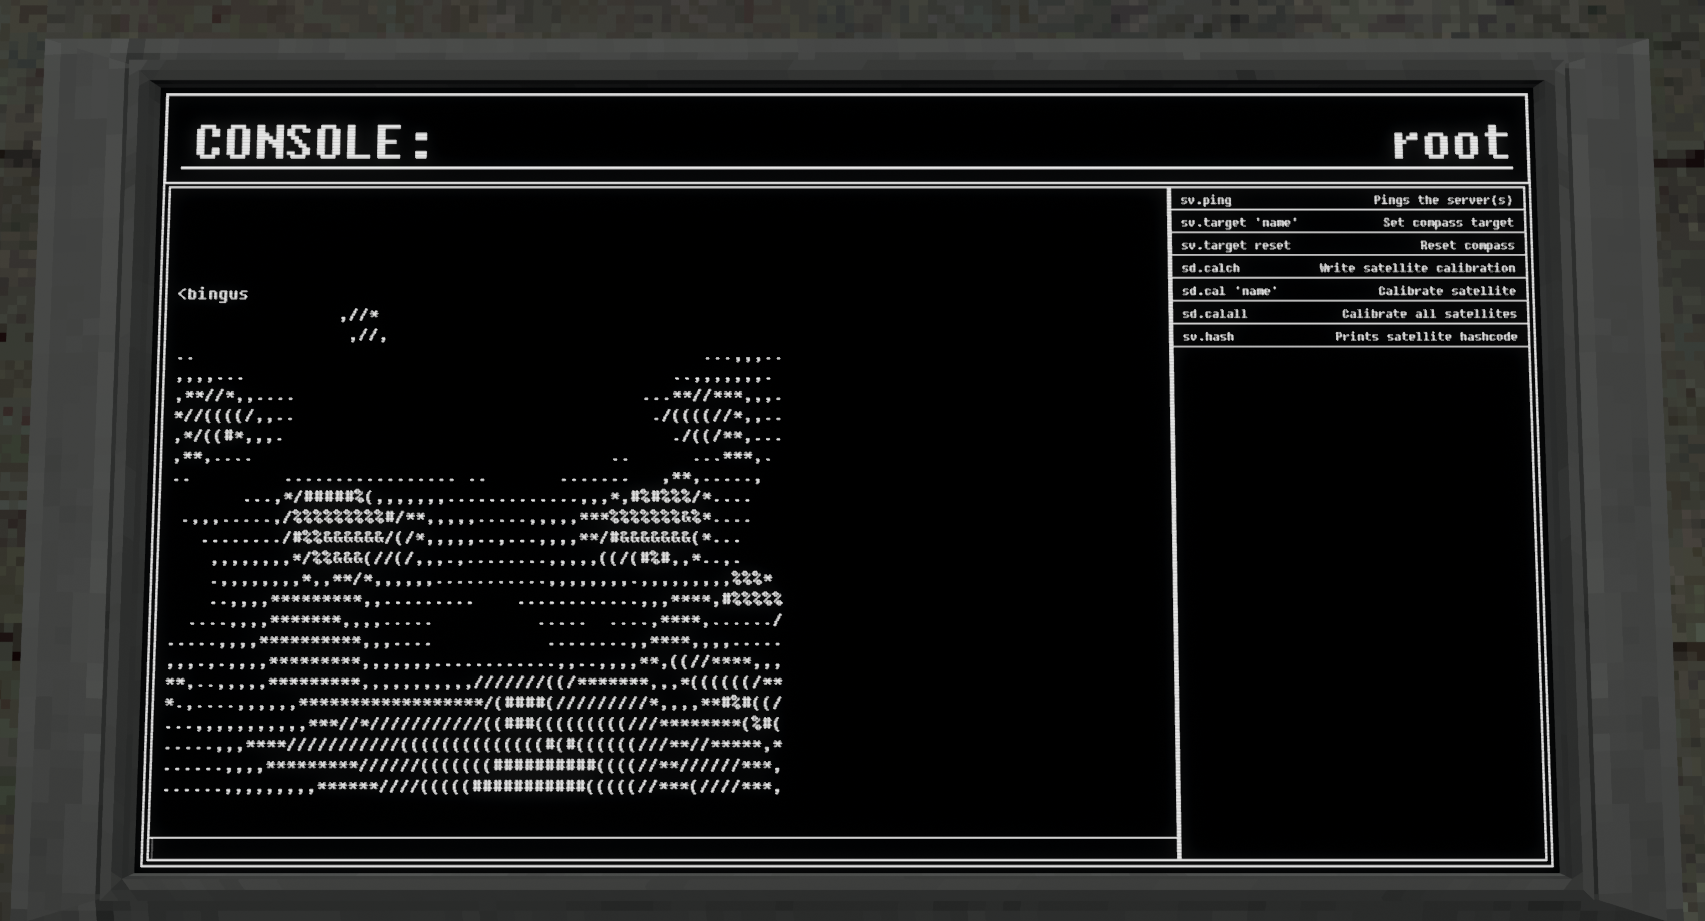 CONSOLE:
root
<bingus
,//*
,//,
.. ...,,,..
,,,,... ..,,,,,,,.
,**//*,,.... ...**//***,,,.
*//((((/,,.. ./((((//*,,..
,*/((#*,,,. ./((/**,...
,**,.... .. ...***,.
.. ................. .. ....... ,**,.....,
...,*/#####%(,,,,,,,.............,,,*,#%#%%%/*....
.,,,.....,/%%%%%%%%%#/**,,,,,.....,,,,,***%%%%%%%&%*....
......../#%%&&&&&&/(/*,,,,,..,...,,,,**/#&&&&&&&(*...
,,,,,,,,*/%%&&&(//(/,,,.,........,,,,,((/(#%#,,*..,.
.,,,,,,,,*,,**/*,,,,,,...........,,,,,,,,.,,,,,,,,,%%%*
..,,,,*********,,......... ............,,,****,#%%%%%
....,,,,*******,,,,..... ..... ....,****,....../
.....,,,,**********,,,.... ........,,****,,,,.....
,,,.,.,,,,*********,,,,,,,............,,..,,,,**,((//****,,,
**,..,,,,,*********,,,,,,,,,,,///////((/*******,,,*((((((/**
*.,....,,,,,,******************/(####(/////////*,,,,**#%#((/
...,,,,,,,,,,,***//*///////////((###(((((((((///********(%#(
.....,,,****///////////((((((((((((((#(#((((((///**//*****,*
......,,,,*********//////(((((((##########((((//**//////***,
......,,,,,,,,,******////(((((###########(((((//***(////***,
sv.ping Pings the server(s)
sv.target 'name' Set compass target
sv.target reset Reset compass
sd.calch Write satellite calibration
sd.cal 'name' Calibrate satellite
sd.calall Calibrate all satellites
sv.hash Prints satellite hashcode